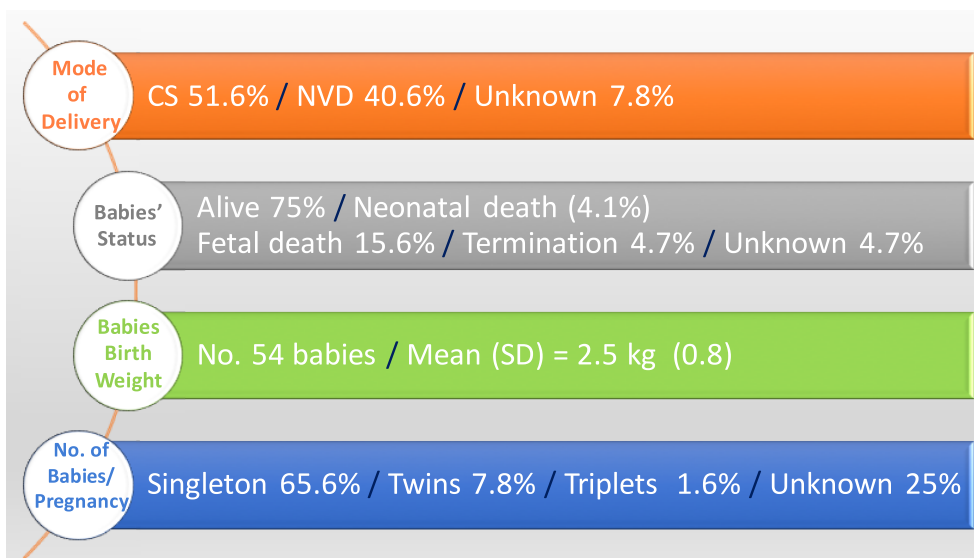 Mode
of
Delivery
CS 51.6% / NVD 40.6% / Unknown 7.8%
Babies’
Status
Alive 75% / Neonatal death (4.1%)
Fetal death 15.6% / Termination 4.7% / Unknown 4.7%
Babies
Birth
Weight
No. 54 babies / Mean (SD) = 2.5 kg (0.8)
No. of
Babies/
Pregnancy
Singleton 65.6% / Twins 7.8% / Triplets 1.6% / Unknown 25%